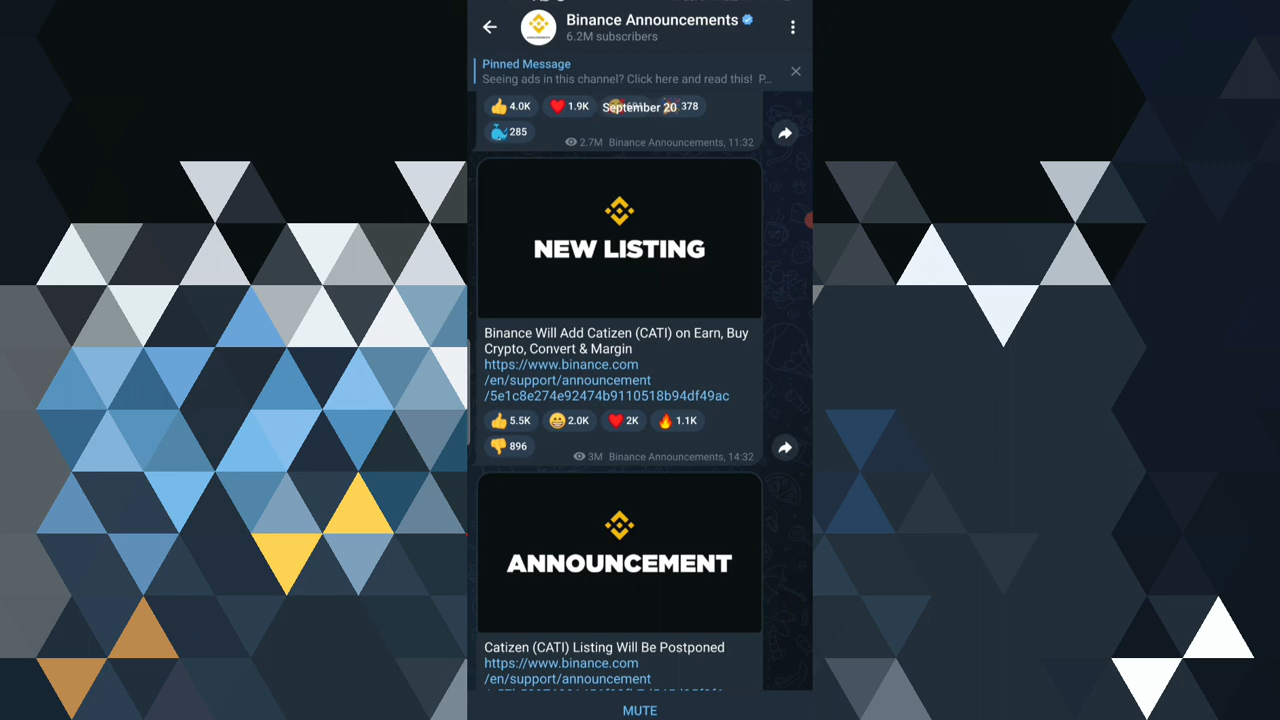 Binance Announcements
6.2M subscribers
Pinned Message
Seeing ads in this channel? Click here and read this! P...
4.0K 1.9K 378
September 20
285
2.7M Binance Announcements, 11:32
NEW LISTING
Binance Will Add Catizen (CATI) on Earn, Buy
Crypto, Convert & Margin
https://www.binance.com
/en/support/announcement
/5e1c8e274e92474b9110518b94df49ac
5.5K 2.0K 2K 1.1K
896
3M Binance Announcements, 14:32
ANNOUNCEMENT
Catizen (CATI) Listing Will Be Postponed
https://www.binance.com
/en/support/announcement
MUTE